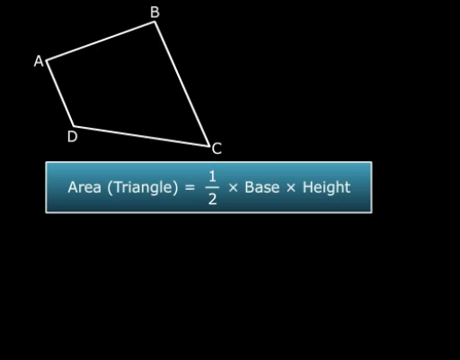 B
A
D
C
Area (Triangle) = 1/2 × Base × Height